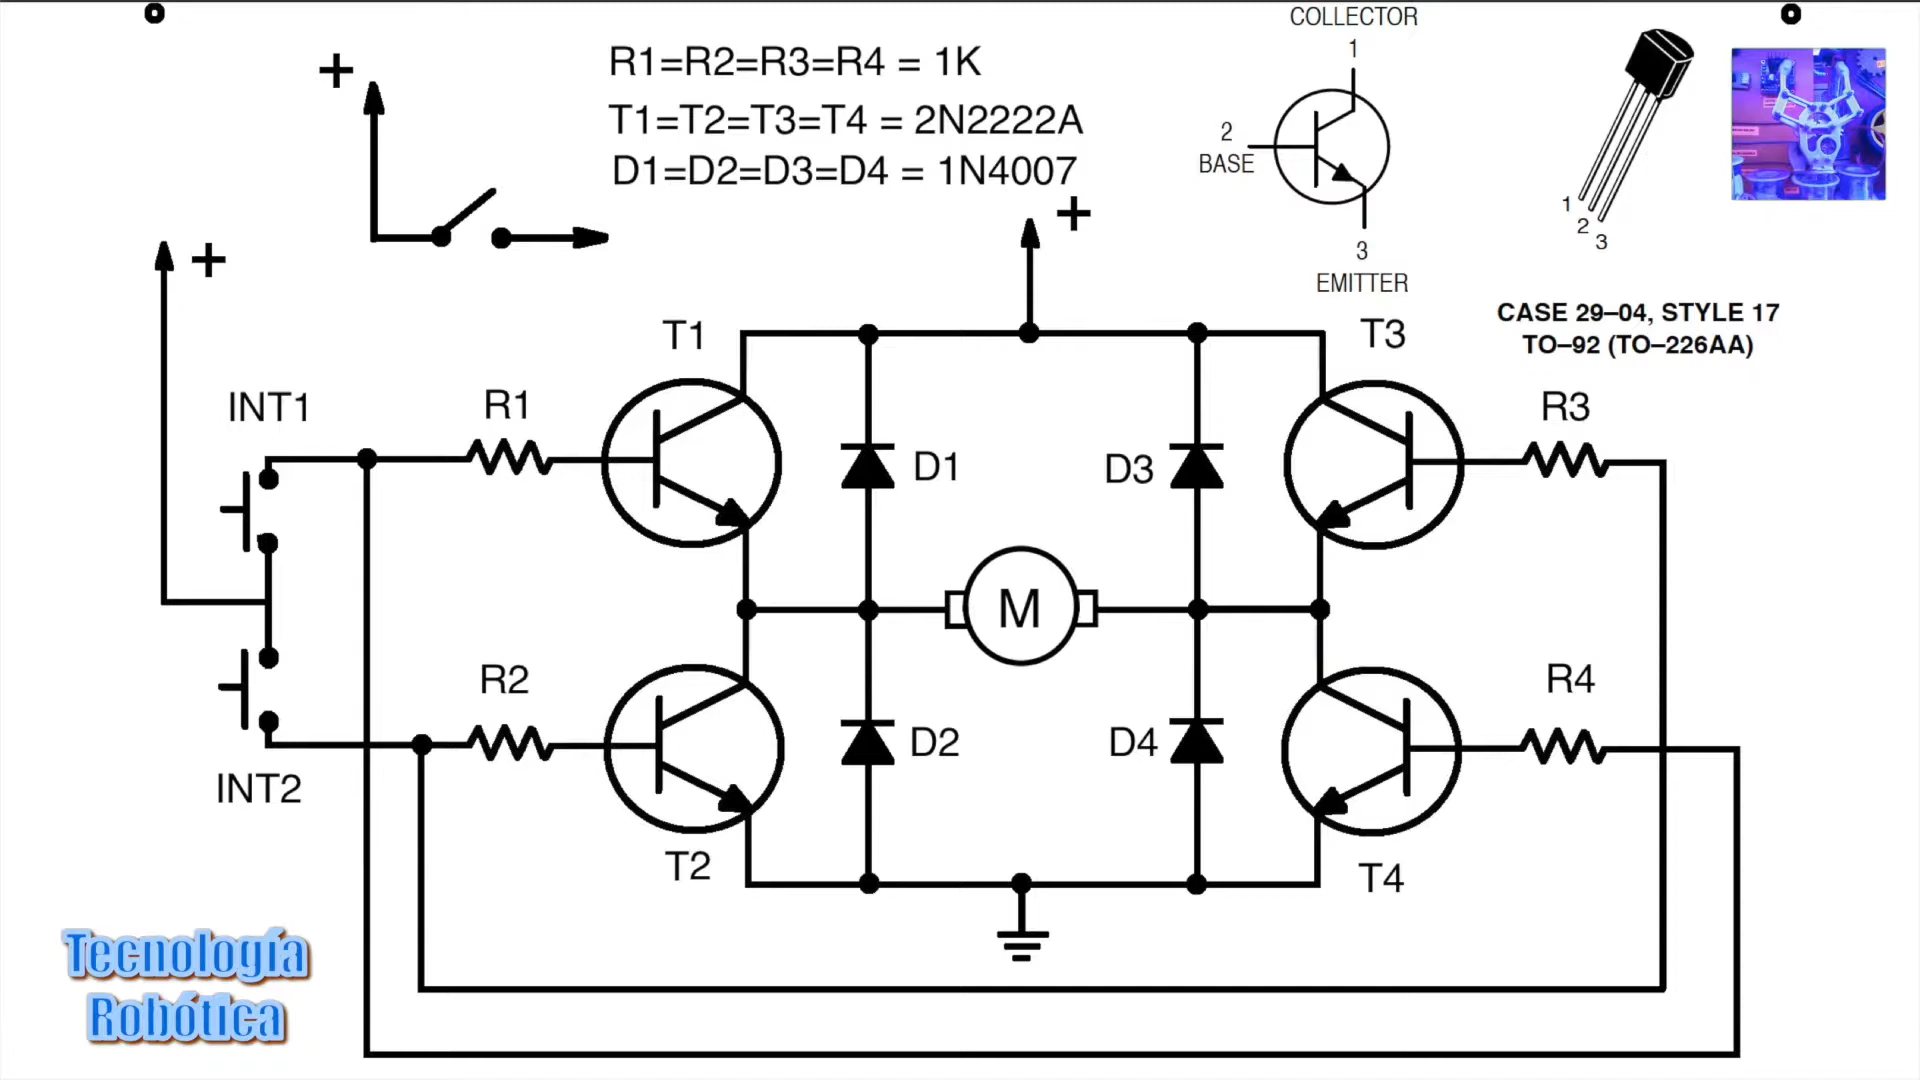 COLLECTOR
1
R1=R2=R3=R4 = 1K
T1=T2=T3=T4 = 2N2222A
D1=D2=D3=D4 = 1N4007
2
BASE
3
EMITTER
1
2
3
CASE 29–04, STYLE 17
TO–92 (TO–226AA)
+
+
+
T1
T3
INT1
R1
R3
D1
D3
M
R2
R4
D2
D4
INT2
T2
T4
Tecnología
Robótica